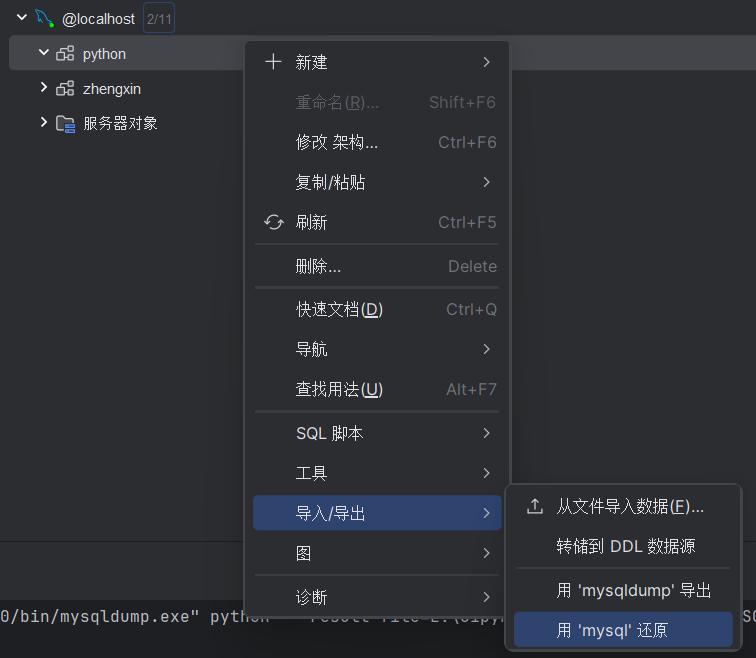 @localhost 2/11
python
zhengxin
服务器对象
新建
重命名(R)... Shift+F6
修改 架构... Ctrl+F6
复制/粘贴
刷新 Ctrl+F5
删除... Delete
快速文档(D) Ctrl+Q
导航
查找用法(U) Alt+F7
SQL 脚本
工具
导入/导出
图
诊断
从文件导入数据(F)...
转储到 DDL 数据源
用 'mysqldump' 导出
用 'mysql' 还原
0/bin/mysqldump.exe" python